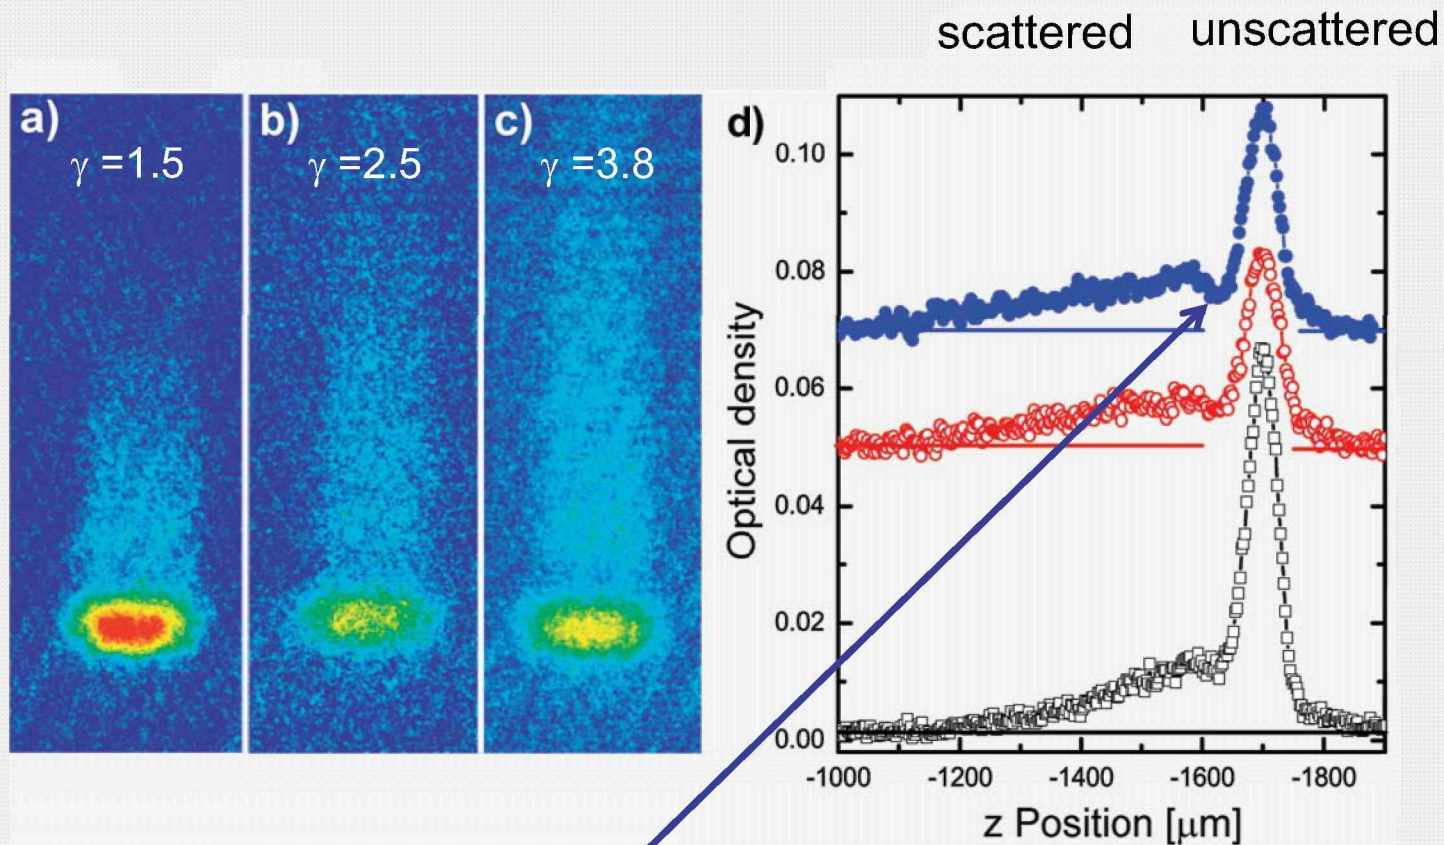 scattered unscattered
a) b) c) d)
γ =1.5 γ =2.5 γ =3.8
0.10
0.08
0.06
0.04
0.02
0.00
Optical density
-1000 -1200 -1400 -1600 -1800
z Position [μm]